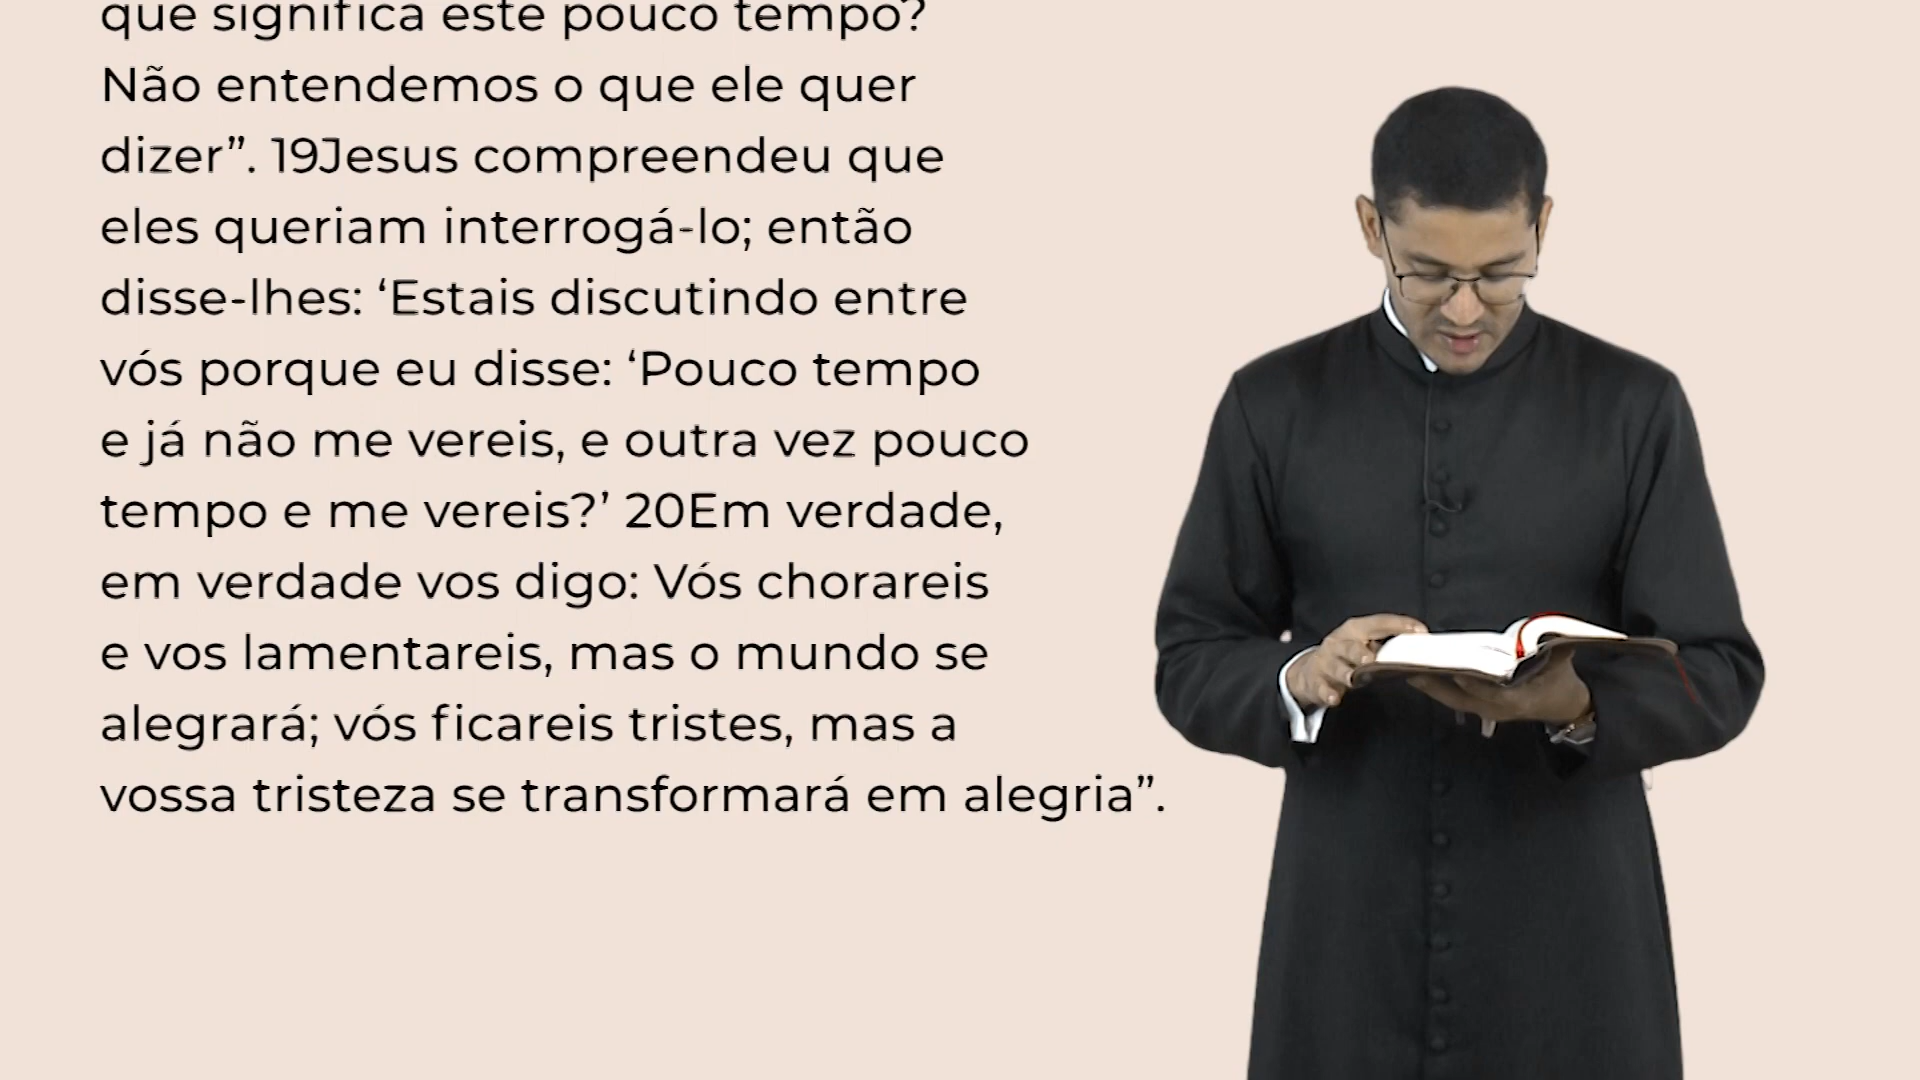 que significa este pouco tempo?
Não entendemos o que ele quer
dizer”. 19Jesus compreendeu que
eles queriam interrogá-lo; então
disse-lhes: ‘Estais discutindo entre
vós porque eu disse: ‘Pouco tempo
e já não me vereis, e outra vez pouco
tempo e me vereis?’ 20Em verdade,
em verdade vos digo: Vós chorareis
e vos lamentareis, mas o mundo se
alegrará; vós ficareis tristes, mas a
vossa tristeza se transformará em alegria”.